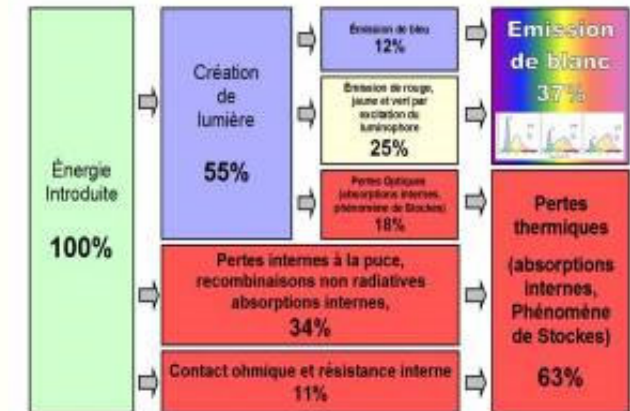 Énergie
Introduite
100%
Création
de
lumière
55%
Émission de bleu
12%
Émission de rouge,
jaune et vert par
excitation du
luminophore
25%
Pertes Optiques
(absorptions internes,
phénomène de Stockes)
18%
Pertes internes à la puce,
recombinaisons non radiatives
absorptions internes,
34%
Contact ohmique et résistance interne
11%
Emission
de blanc
37%
Pertes
thermiques
(absorptions
internes,
Phénomène
de Stockes)
63%